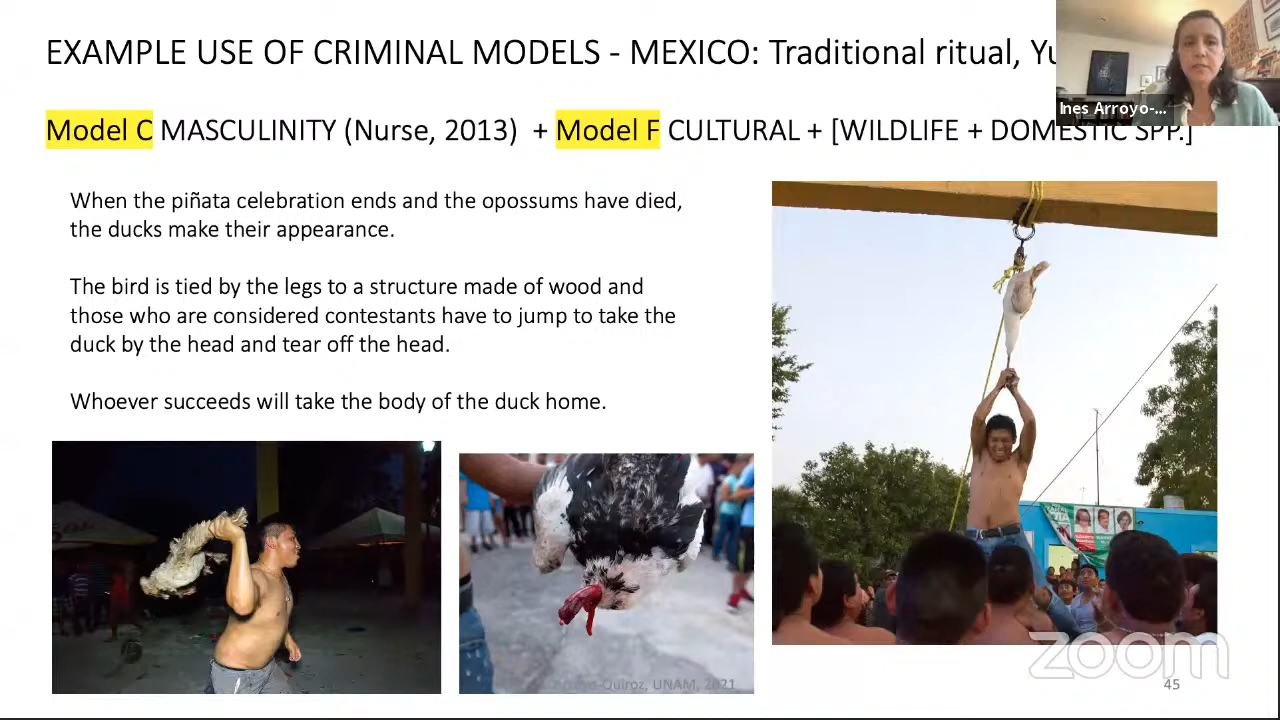 EXAMPLE USE OF CRIMINAL MODELS - MEXICO: Traditional ritual,
Ines Arroyo-...
Model C MASCULINITY (Nurse, 2013) + Model F CULTURAL + [WILDLIFE + DOMESTIC SPP.]
When the piñata celebration ends and the opossums have died,
the ducks make their appearance.
The bird is tied by the legs to a structure made of wood and
those who are considered contestants have to jump to take the
duck by the head and tear off the head.
Whoever succeeds will take the body of the duck home.
UNAM, 2021
zoom
45